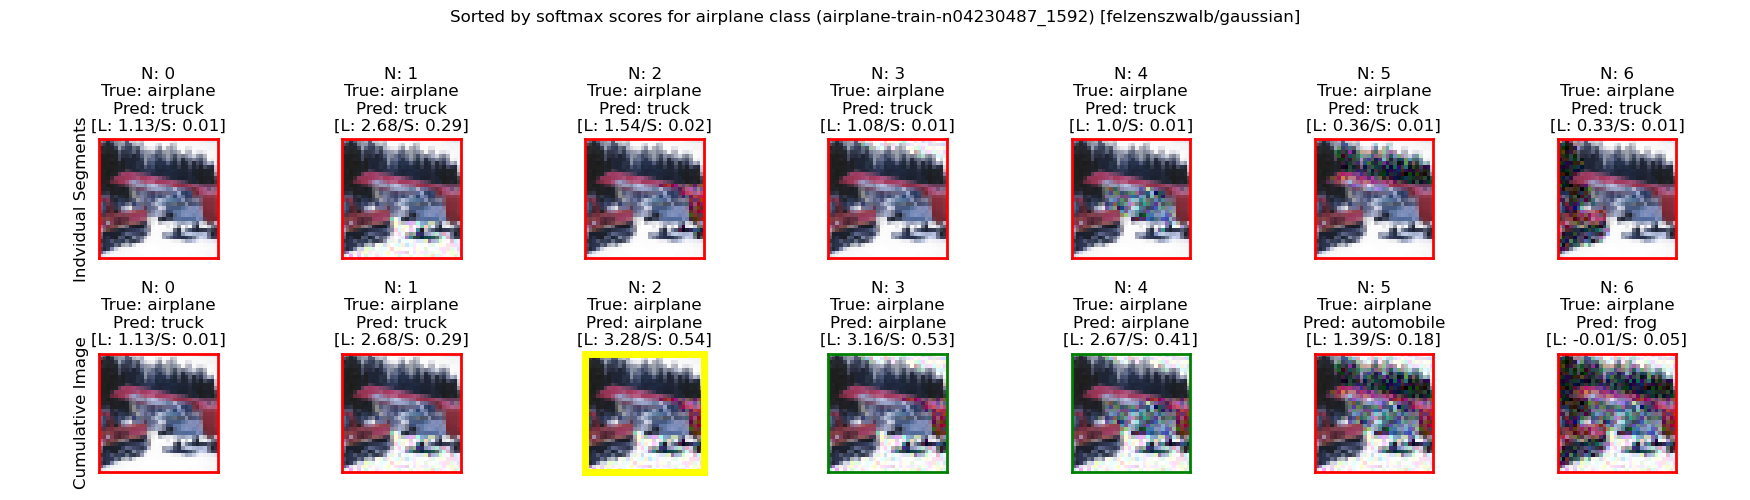 Sorted by softmax scores for airplane class (airplane-train-n04230487_1592) [felzenszwalb/gaussian]
Indvidual Segments
N: 0
True: airplane
Pred: truck
[L: 1.13/S: 0.01]
N: 1
True: airplane
Pred: truck
[L: 2.68/S: 0.29]
N: 2
True: airplane
Pred: truck
[L: 1.54/S: 0.02]
N: 3
True: airplane
Pred: truck
[L: 1.08/S: 0.01]
N: 4
True: airplane
Pred: truck
[L: 1.0/S: 0.01]
N: 5
True: airplane
Pred: truck
[L: 0.36/S: 0.01]
N: 6
True: airplane
Pred: truck
[L: 0.33/S: 0.01]
Cumulative Image
N: 0
True: airplane
Pred: truck
[L: 1.13/S: 0.01]
N: 1
True: airplane
Pred: truck
[L: 2.68/S: 0.29]
N: 2
True: airplane
Pred: airplane
[L: 3.28/S: 0.54]
N: 3
True: airplane
Pred: airplane
[L: 3.16/S: 0.53]
N: 4
True: airplane
Pred: airplane
[L: 2.67/S: 0.41]
N: 5
True: airplane
Pred: automobile
[L: 1.39/S: 0.18]
N: 6
True: airplane
Pred: frog
[L: -0.01/S: 0.05]